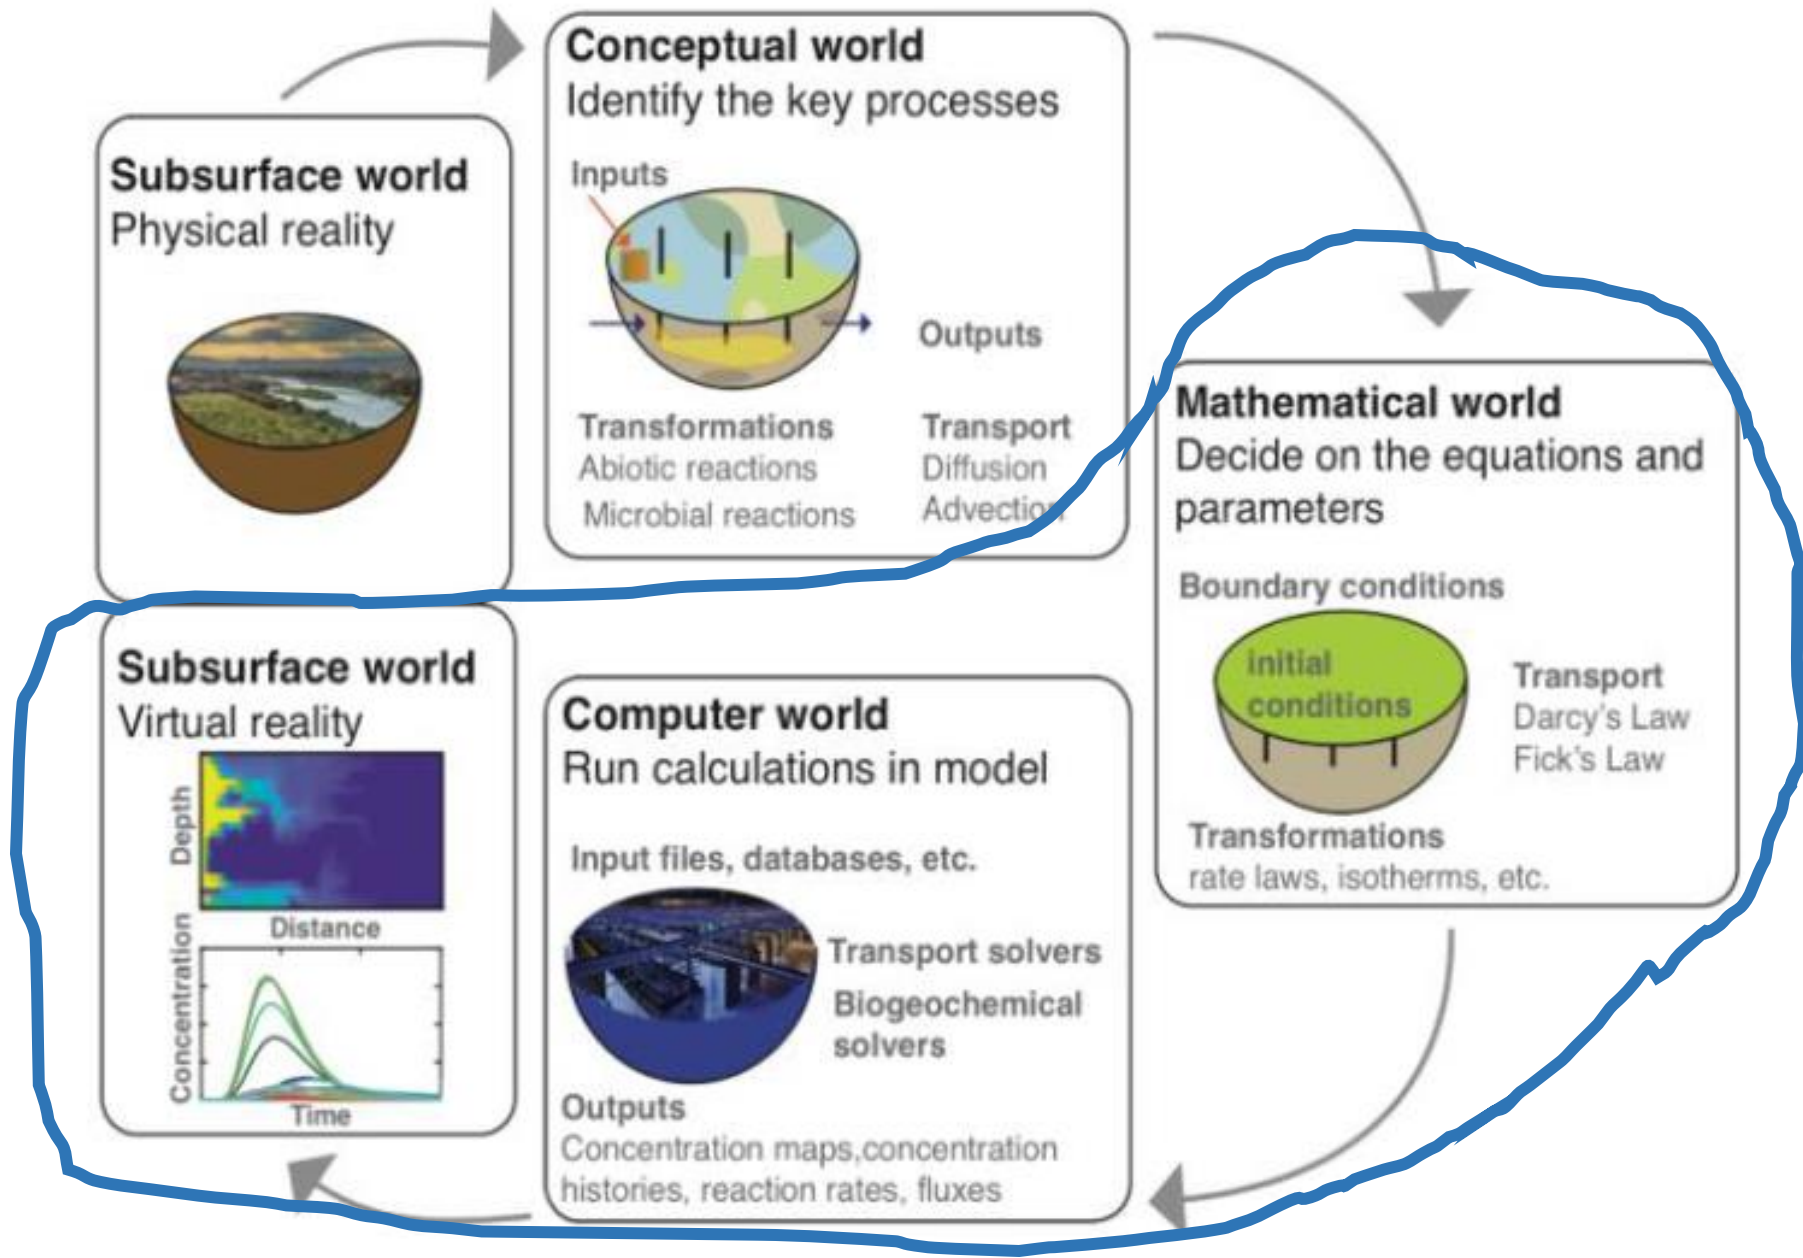 Conceptual world
Identify the key processes
Inputs
Outputs
Transformations
Abiotic reactions
Microbial reactions
Transport
Diffusion
Advection
Subsurface world
Physical reality
Mathematical world
Decide on the equations and
parameters
Boundary conditions
initial
conditions
Transport
Darcy's Law
Fick's Law
Transformations
rate laws, isotherms, etc.
Computer world
Run calculations in model
Input files, databases, etc.
Transport solvers
Biogeochemical
solvers
Outputs
Concentration maps,concentration
histories, reaction rates, fluxes
Subsurface world
Virtual reality
Depth
Distance
Concentration
Time